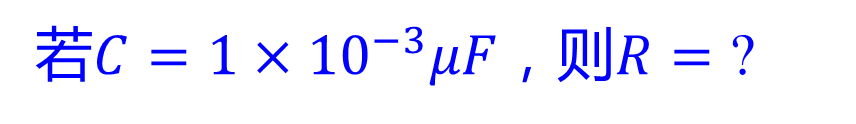 若C = 1 × 10⁻³μF，则R = ?